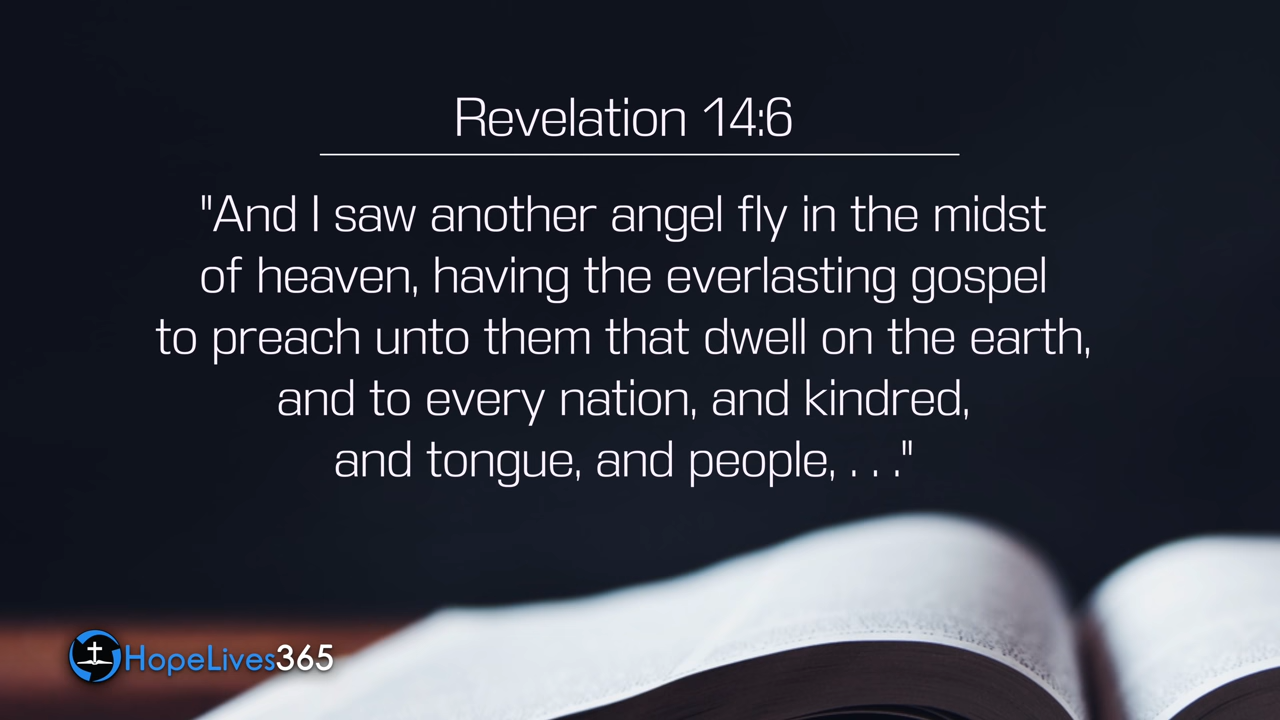 Revelation 14:6
"And I saw another angel fly in the midst
of heaven, having the everlasting gospel
to preach unto them that dwell on the earth,
and to every nation, and kindred,
and tongue, and people, . . ."
HopeLives365